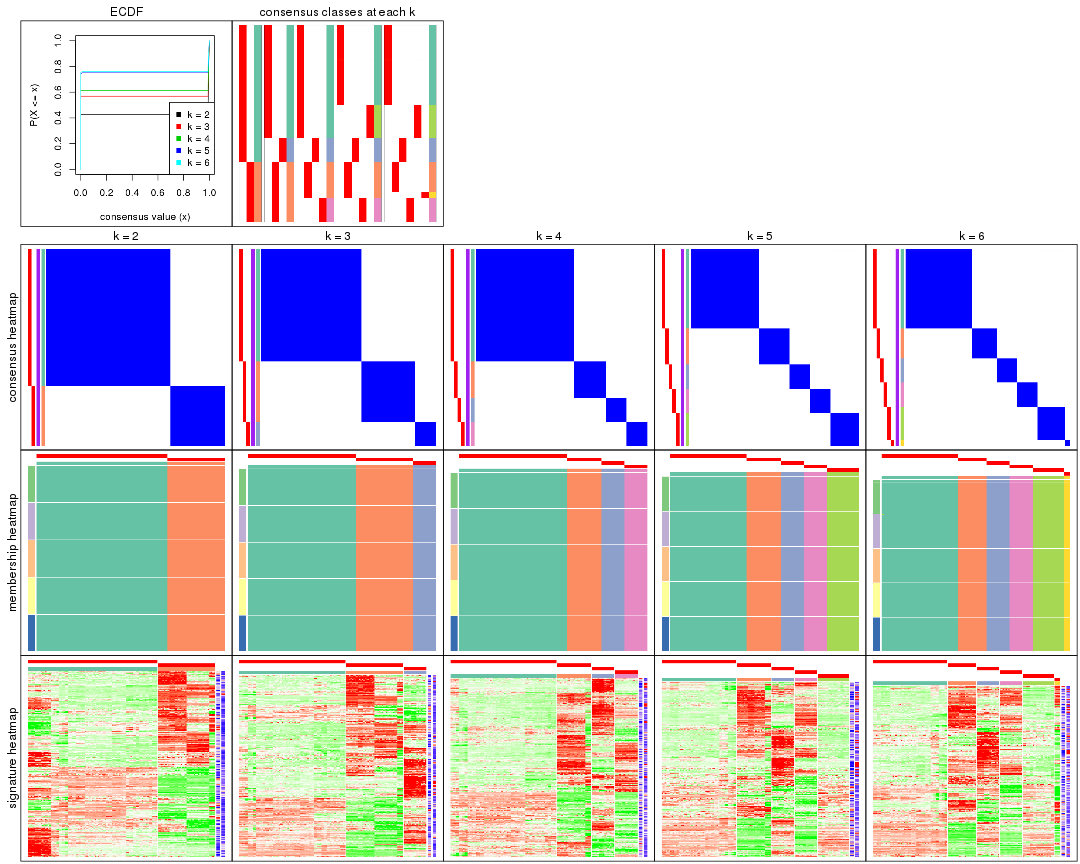 ECDF
consensus classes at each k
P(X <= x)
0.0 0.2 0.4 0.6 0.8 1.0
k = 2
k = 3
k = 4
k = 5
k = 6
0.0 0.2 0.4 0.6 0.8 1.0
consensus value (x)
k = 2
k = 3
k = 4
k = 5
k = 6
consensus heatmap
membership heatmap
signature heatmap